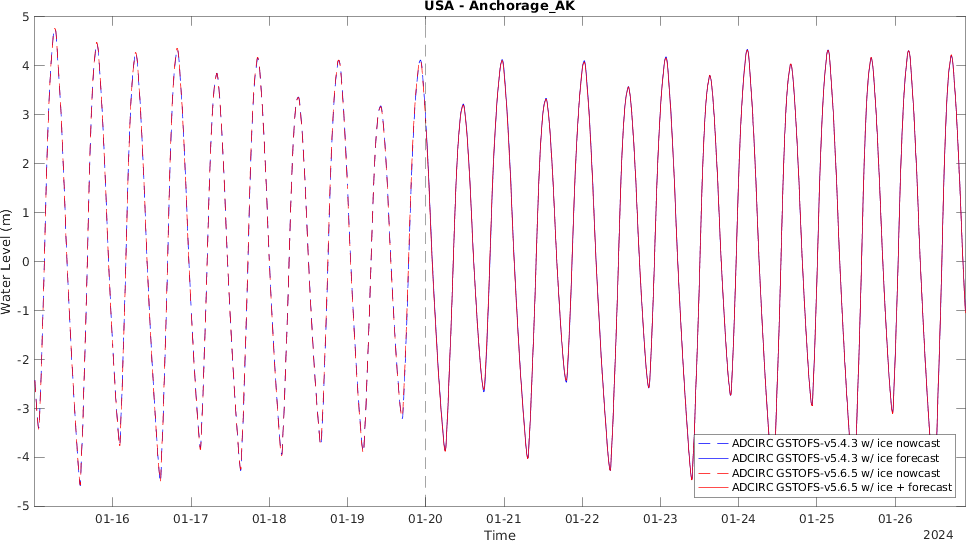 USA - Anchorage_AK
5
4
3
2
1
0
-1
-2
-3
-4
-5
Water Level (m)
ADCIRC GSTOFS-v5.4.3 w/ ice nowcast
ADCIRC GSTOFS-v5.4.3 w/ ice forecast
ADCIRC GSTOFS-v5.6.5 w/ ice nowcast
ADCIRC GSTOFS-v5.6.5 w/ ice + forecast
01-16 01-17 01-18 01-19 01-20 01-21 01-22 01-23 01-24 01-25 01-26
Time
2024